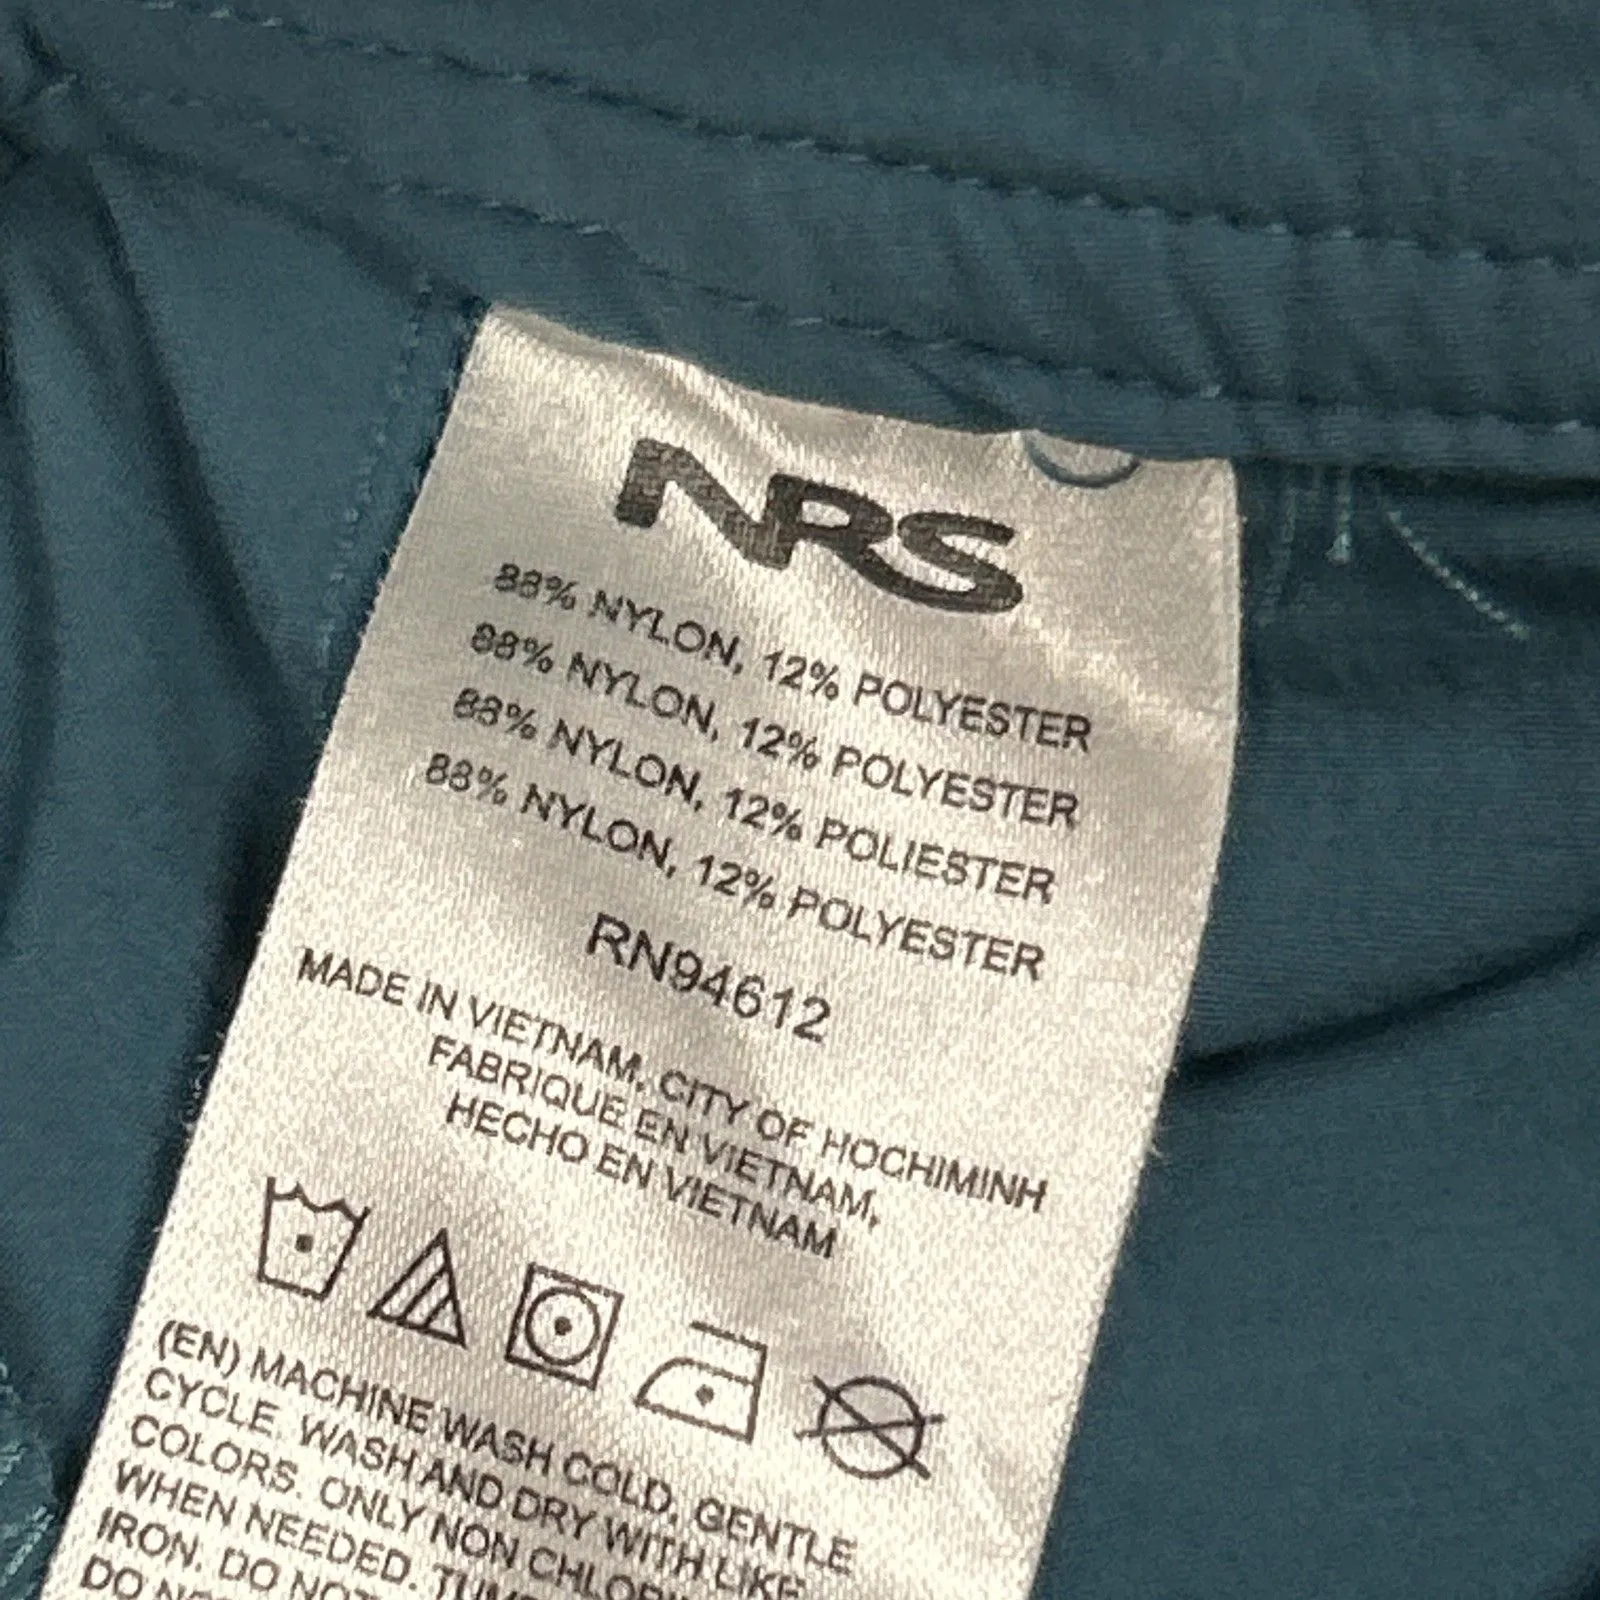 NRS
88% NYLON, 12% POLYESTER
88% NYLON, 12% POLYESTER
88% NYLON, 12% POLIESTER
88% NYLON, 12% POLYESTER
RN94612
MADE IN VIETNAM, CITY OF HOCHIMINH
FABRIQUE EN VIETNAM,
HECHO EN VIETNAM
(EN) MACHINE WASH COLD, GENTLE
CYCLE. WASH AND DRY WITH LIKE
COLORS. ONLY NON
WHEN NEEDED.
IRON. DO NOT
DO